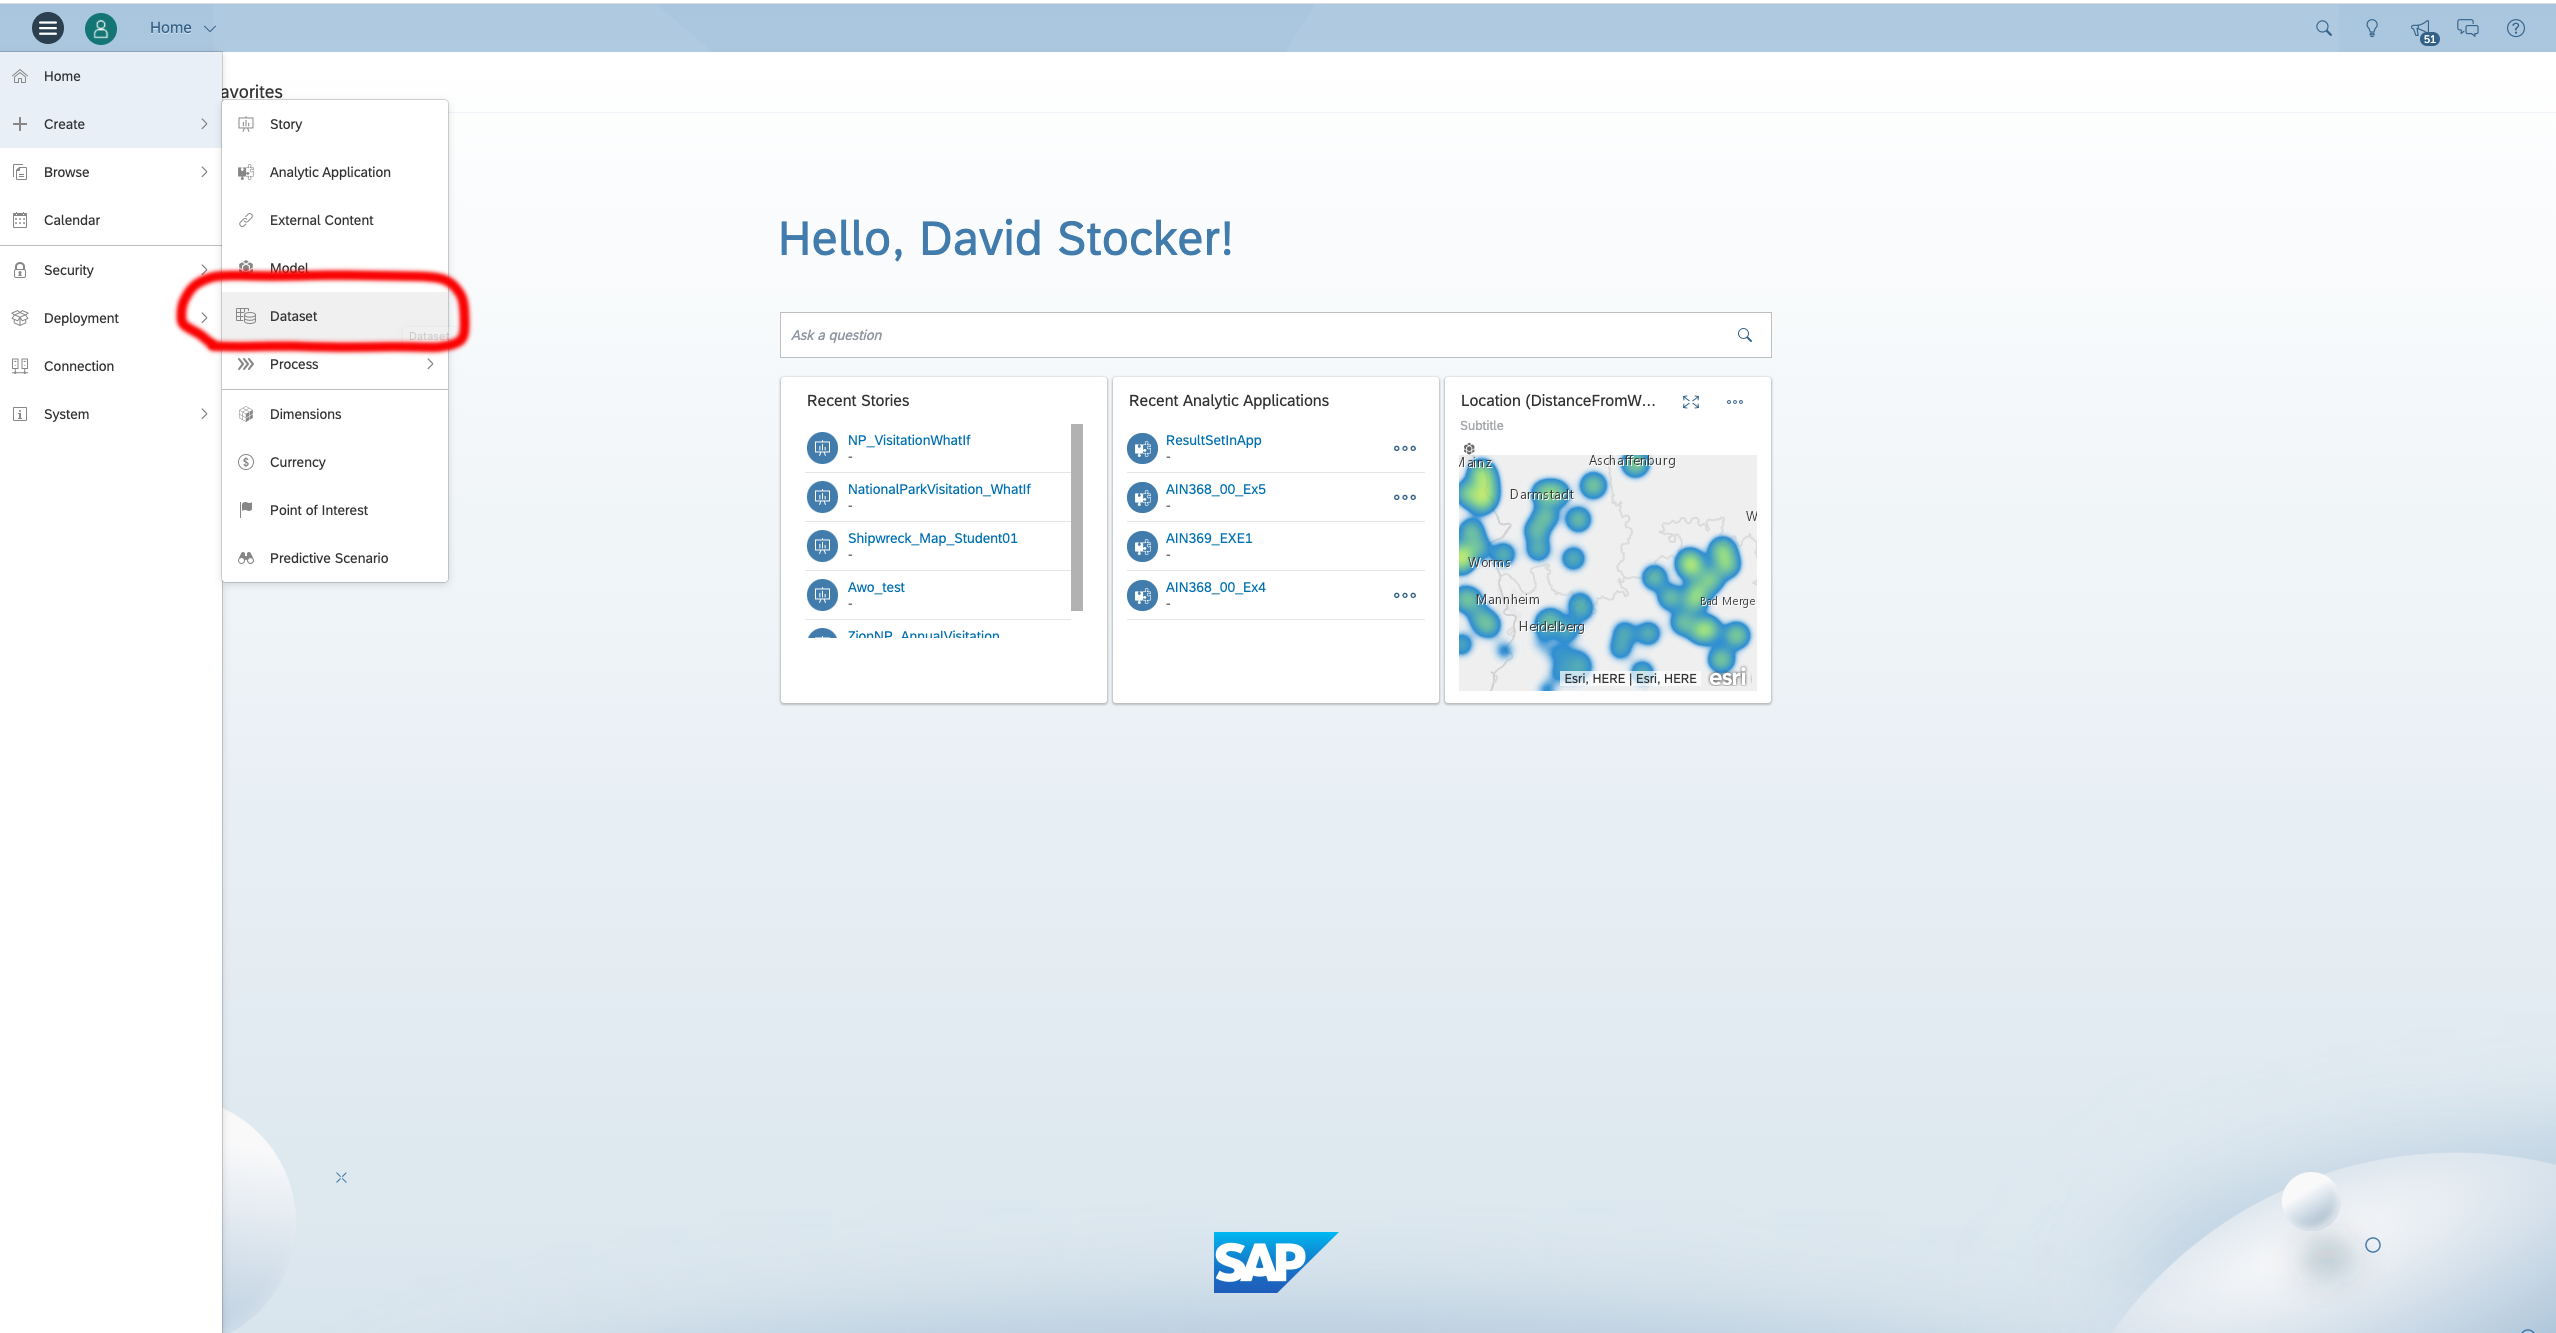 Home
51
Home
Create
Browse
Calendar
Security
Deployment
Connection
System
avorites
Story
Analytic Application
External Content
Model
Dataset
Dataset
Process
Dimensions
Currency
Point of Interest
Predictive Scenario
Hello, David Stocker!
Ask a question
Recent Stories
NP_VisitationWhatIf
-
NationalParkVisitation_WhatIf
-
Shipwreck_Map_Student01
-
Awo_test
-
ZionNP_AnnualVisitation
Recent Analytic Applications
ResultSetInApp
-
AIN368_00_Ex5
-
AIN369_EXE1
-
AIN368_00_Ex4
-
Location (DistanceFromW...
Subtitle
Mainz
Aschaffenburg
Darmstadt
W
Worms
Mannheim
Bad Merge
Heidelberg
Esri, HERE | Esri, HERE
esri
SAP